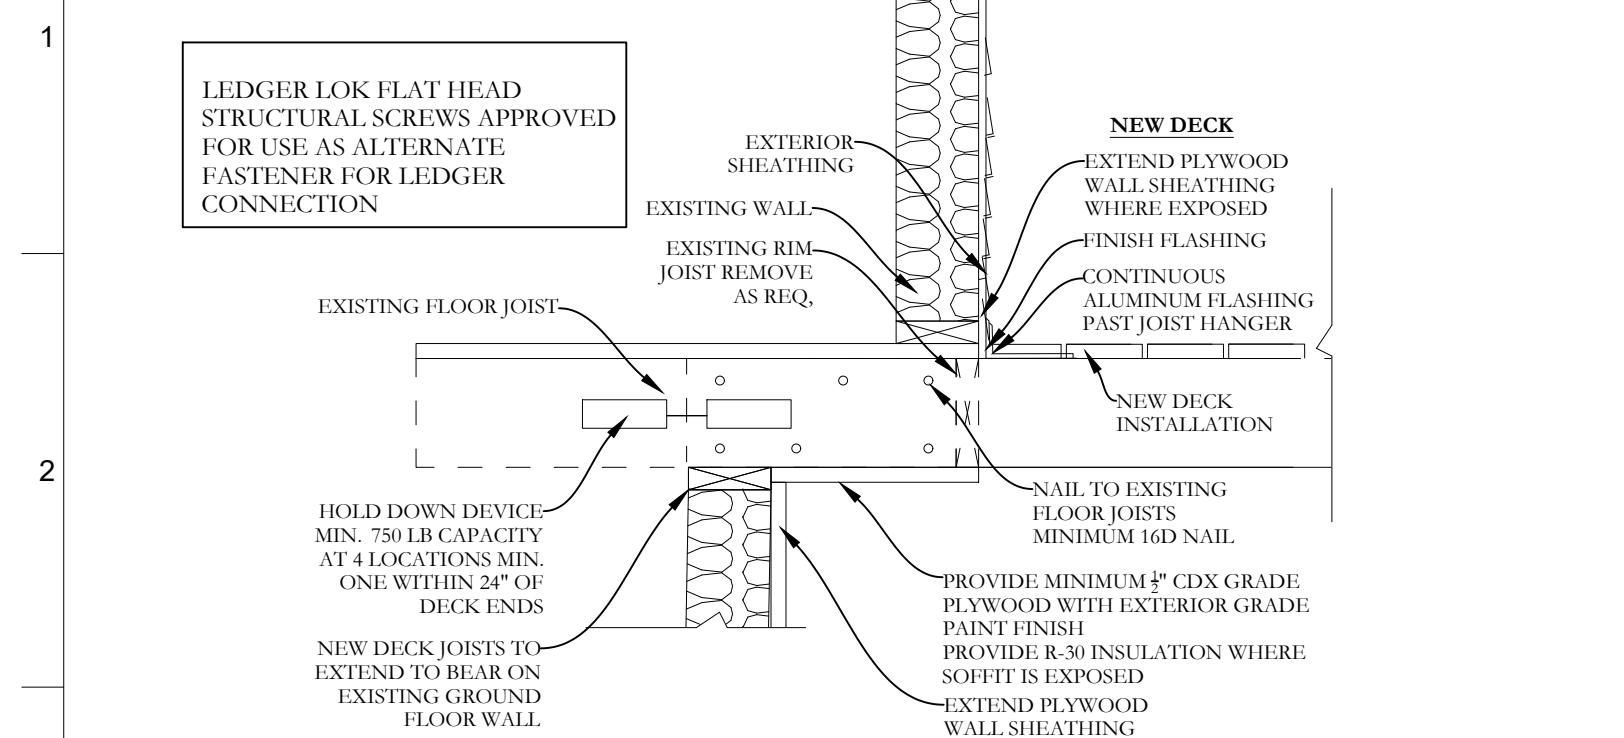 1
LEDGER LOK FLAT HEAD
STRUCTURAL SCREWS APPROVED
FOR USE AS ALTERNATE
FASTENER FOR LEDGER
CONNECTION
EXTERIOR
SHEATHING
EXISTING WALL
EXISTING RIM
JOIST REMOVE
AS REQ,
EXISTING FLOOR JOIST
NEW DECK
EXTEND PLYWOOD
WALL SHEATHING
WHERE EXPOSED
FINISH FLASHING
CONTINUOUS
ALUMINUM FLASHING
PAST JOIST HANGER
NEW DECK
INSTALLATION
2
HOLD DOWN DEVICE
MIN. 750 LB CAPACITY
AT 4 LOCATIONS MIN.
ONE WITHIN 24" OF
DECK ENDS
NEW DECK JOISTS TO
EXTEND TO BEAR ON
EXISTING GROUND
FLOOR WALL
NAIL TO EXISTING
FLOOR JOISTS
MINIMUM 16D NAIL
PROVIDE MINIMUM ½" CDX GRADE
PLYWOOD WITH EXTERIOR GRADE
PAINT FINISH
PROVIDE R-30 INSULATION WHERE
SOFFIT IS EXPOSED
EXTEND PLYWOOD
WALL SHEATHING